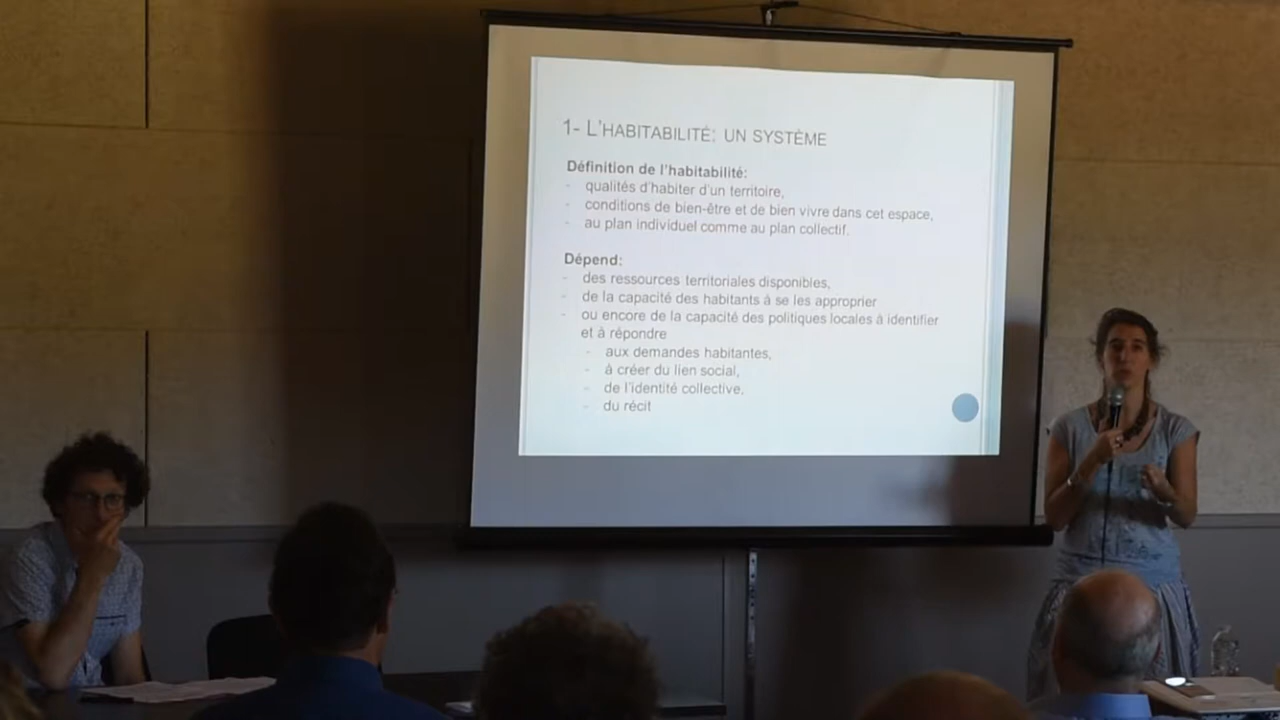 1- L'HABITABILITÉ: UN SYSTÈME
Définition de l'habitabilité:
- qualités d'habiter d'un territoire,
- conditions de bien-être et de bien vivre dans cet espace,
- au plan individuel comme au plan collectif.
Dépend:
- des ressources territoriales disponibles,
- de la capacité des habitants à se les approprier
- ou encore de la capacité des politiques locales à identifier
et à répondre
- aux demandes habitantes,
- à créer du lien social,
- de l'identité collective,
- du récit